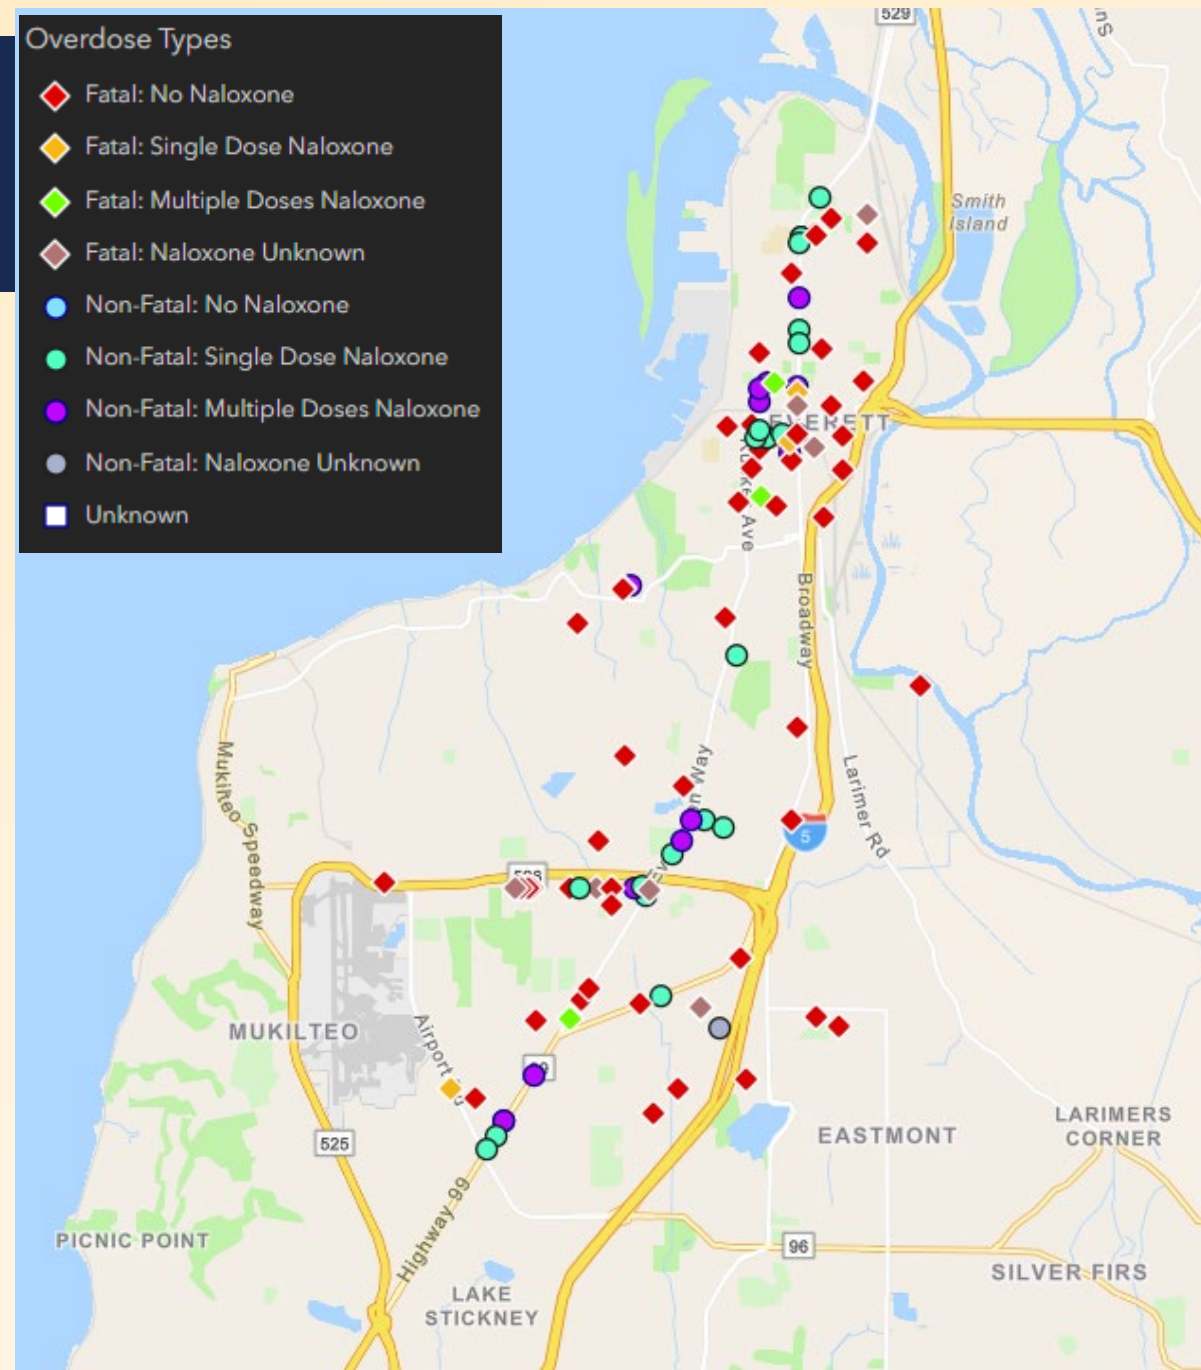 Overdose Types
Fatal: No Naloxone
Fatal: Single Dose Naloxone
Fatal: Multiple Doses Naloxone
Fatal: Naloxone Unknown
Non-Fatal: No Naloxone
Non-Fatal: Single Dose Naloxone
Non-Fatal: Multiple Doses Naloxone
Non-Fatal: Naloxone Unknown
Unknown
529
Smith
Island
EVERETT
Ave
Broadway
Mukilteo Speedway
Way
Larimer Rd
5
MUKILTEO
Airport
525
EASTMONT
LARIMERS
CORNER
Highway 99
PICNIC POINT
96
SILVER FIRS
LAKE
STICKNEY